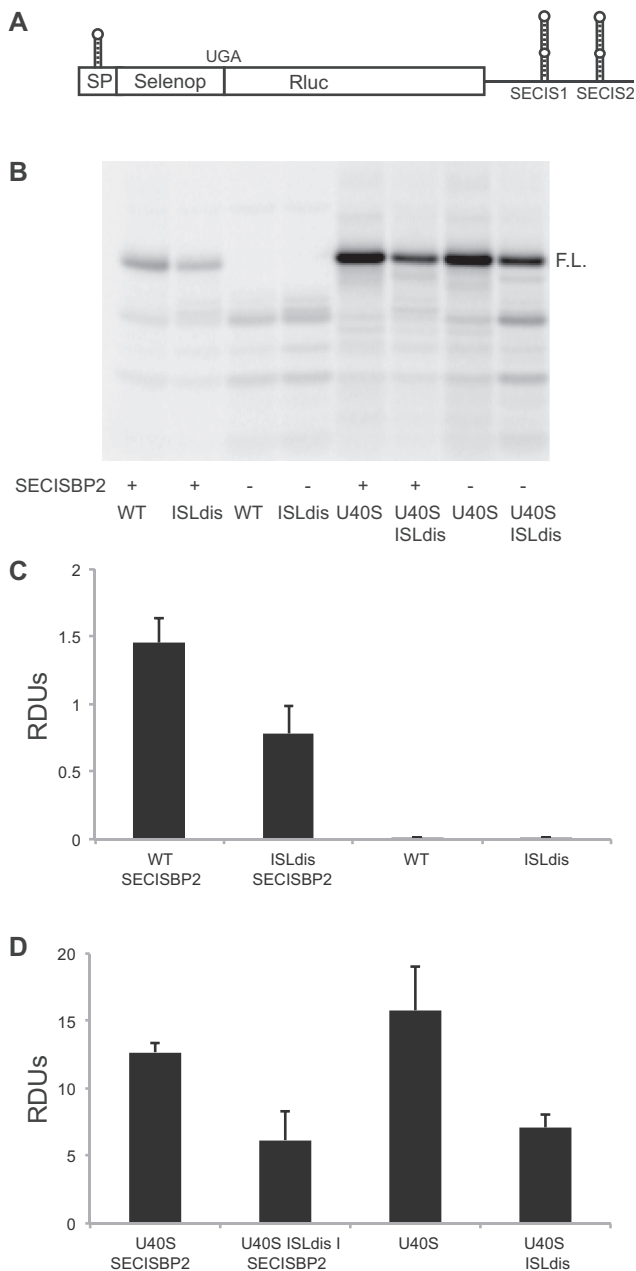 A
UGA
SP Selenop Rluc
SECIS1 SECIS2
B
F.L.
SECISBP2 + + - - + + - -
WT ISLdis WT ISLdis U40S U40S U40S U40S
ISLdis ISLdis
C
2
1.5
1
0.5
0
RDUs
WT ISLdis WT ISLdis
SECISBP2 SECISBP2
D
20
15
10
5
0
RDUs
U40S U40S ISLdis I U40S U40S
SECISBP2 SECISBP2 ISLdis